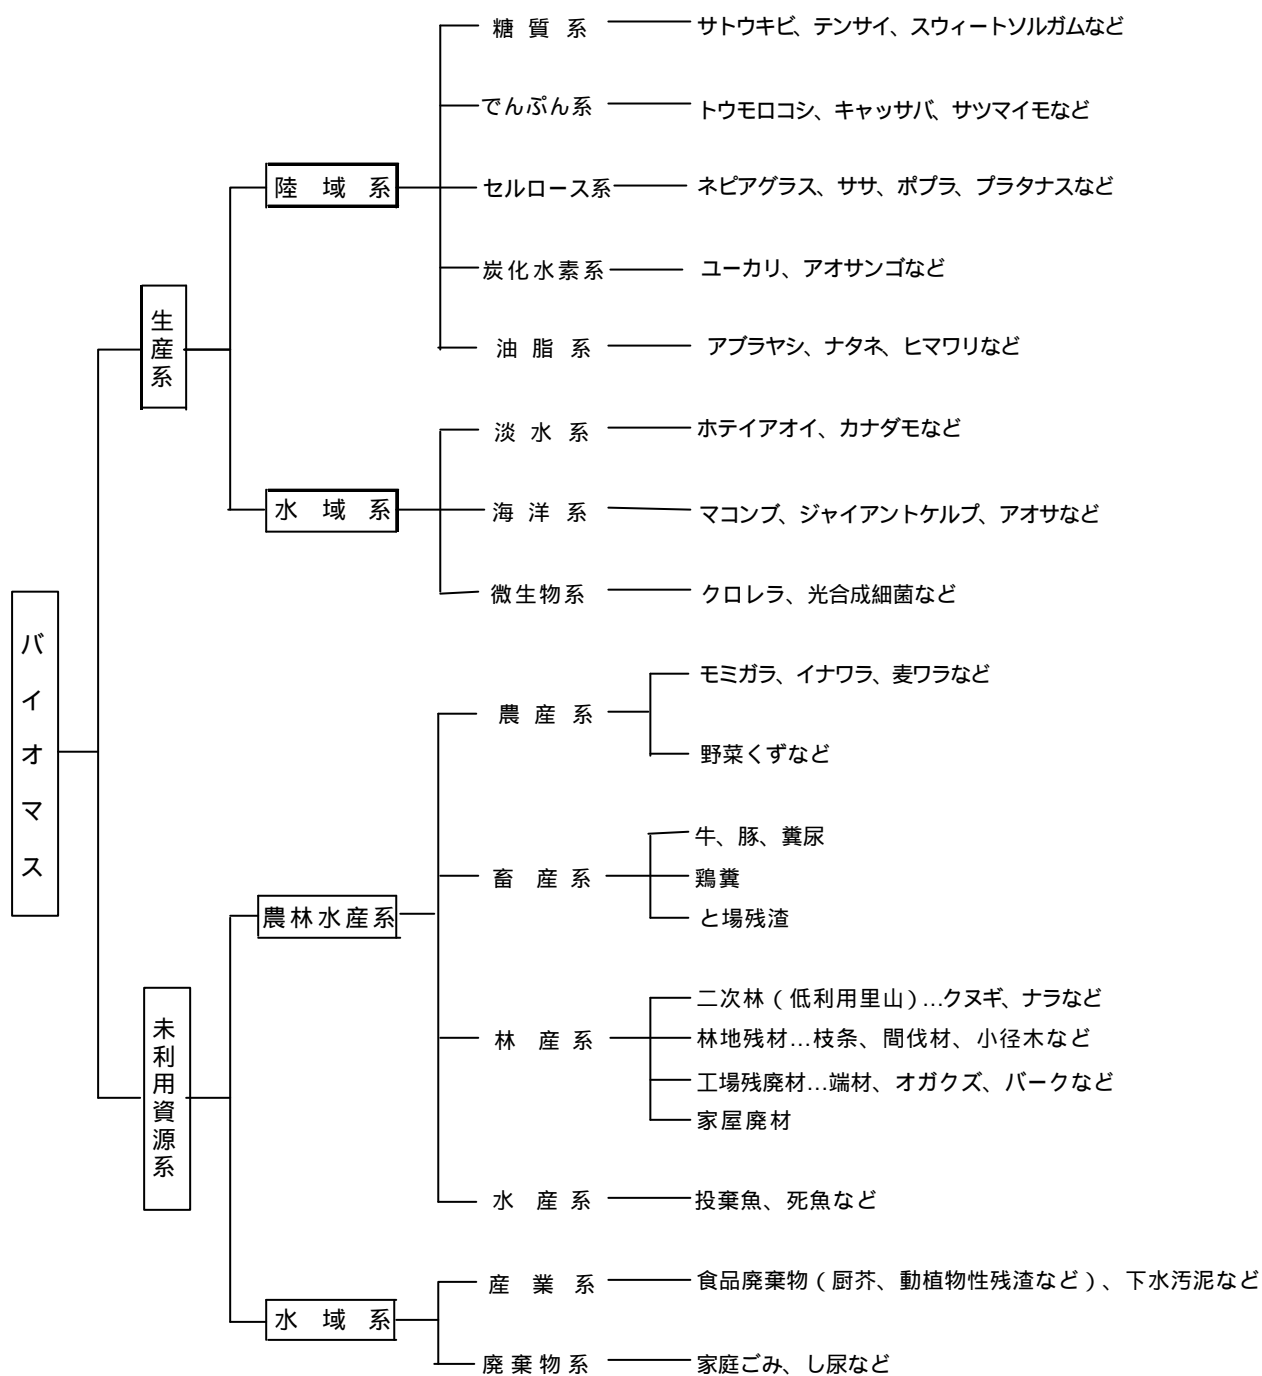 バイオマス
生産系
陸域系
糖質系
サトウキビ、テンサイ、スウィートソルガムなど
でんぷん系
トウモロコシ、キャッサバ、サツマイモなど
セルロース系
ネピアグラス、ササ、ポプラ、プラタナスなど
炭化水素系
ユーカリ、アオサンゴなど
油脂系
アブラヤシ、ナタネ、ヒマワリなど
水域系
淡水系
ホテイアオイ、カナダモなど
海洋系
マコンブ、ジャイアントケルプ、アオサなど
微生物系
クロレラ、光合成細菌など
未利用資源系
農林水産系
農産系
モミガラ、イナワラ、麦ワラなど
野菜くずなど
畜産系
牛、豚、糞尿
鶏糞
と場残渣
林産系
二次林(低利用里山)…クヌギ、ナラなど
林地残材…枝条、間伐材、小径木など
工場残廃材…端材、オガクズ、バークなど
家屋廃材
水産系
投棄魚、死魚など
水域系
産業系
食品廃棄物(厨芥、動植物性残渣など)、下水汚泥など
廃棄物系
家庭ごみ、し尿など